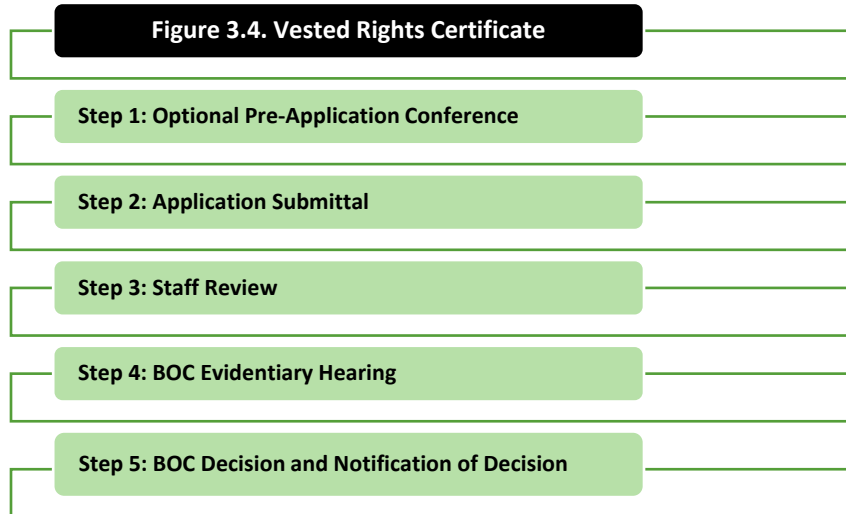 Figure 3.4. Vested Rights Certificate
Step 1: Optional Pre-Application Conference
Step 2: Application Submittal
Step 3: Staff Review
Step 4: BOC Evidentiary Hearing
Step 5: BOC Decision and Notification of Decision